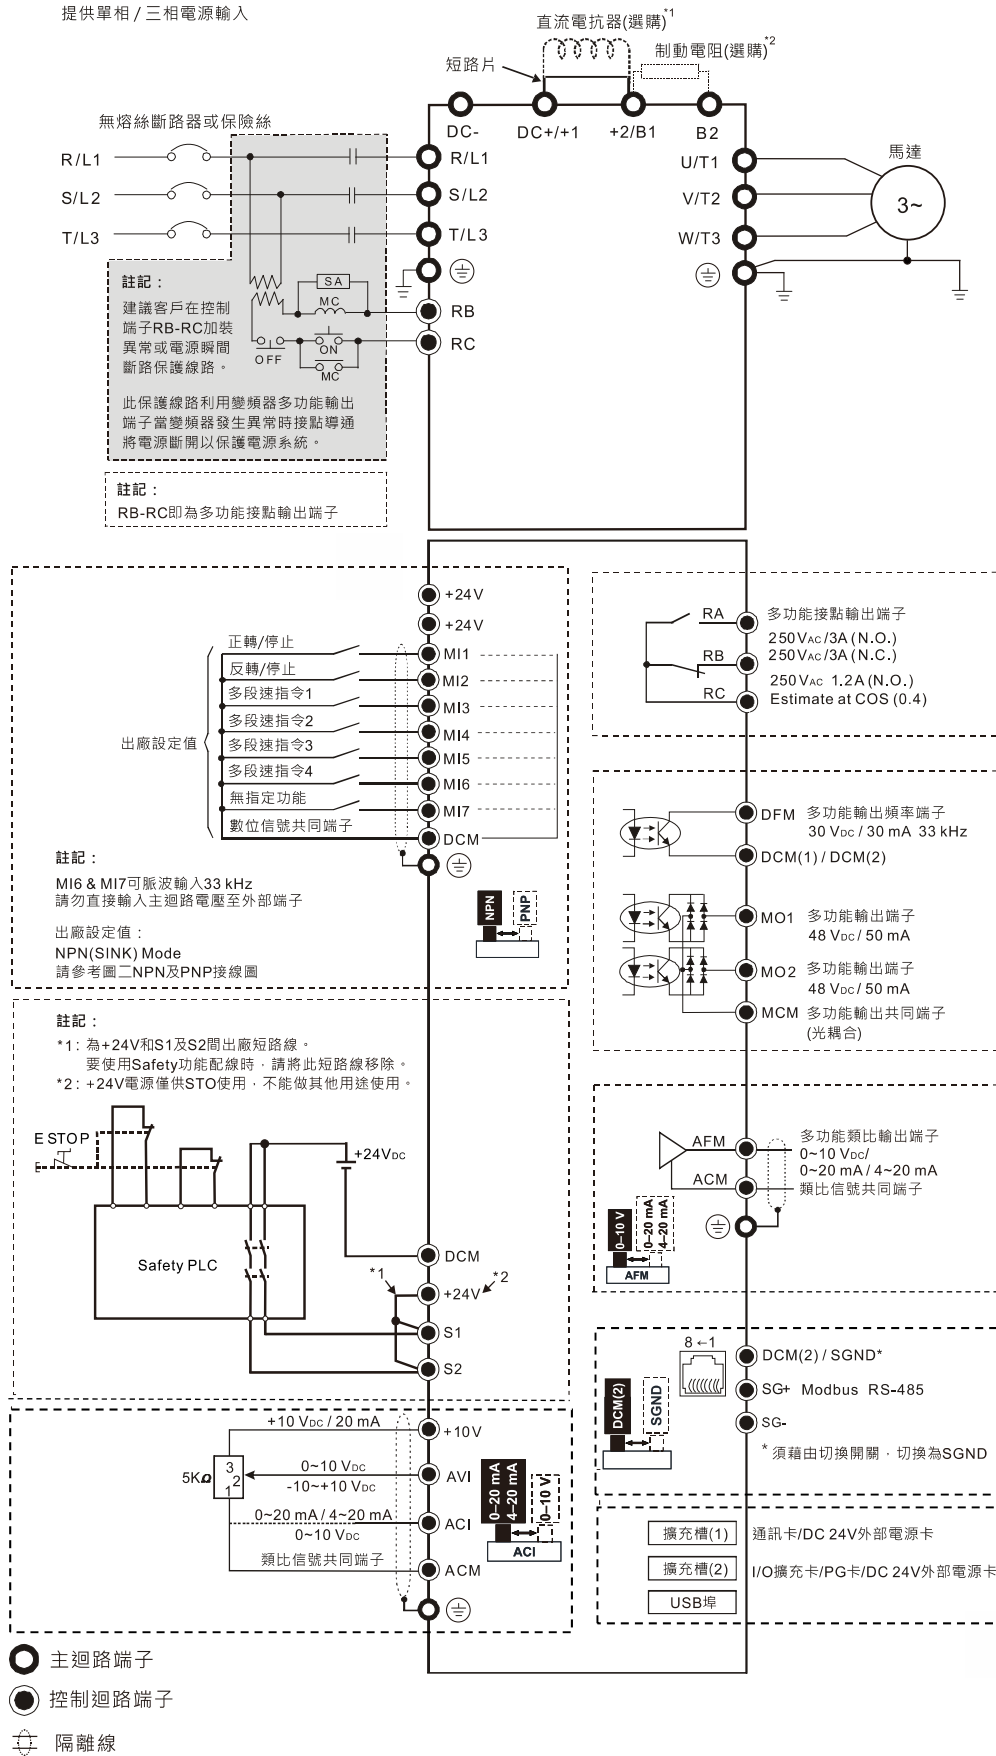 提供單相 / 三相電源輸入
直流電抗器(選購)*1
制動電阻(選購)*2
短路片
無熔絲斷路器或保險絲
DC-
DC+/+1
+2/B1
B2
R/L1
R/L1
S/L2
S/L2
T/L3
T/L3
U/T1
V/T2
W/T3
馬達
3~
註記：
建議客戶在控制
端子RB-RC加裝
異常或電源瞬間
斷路保護線路。
SA
MC
RB
OFF
ON
MC
RC
此保護線路利用變頻器多功能輸出
端子當變頻器發生異常時接點導通
將電源斷開以保護電源系統。
註記：
RB-RC即為多功能接點輸出端子
+24V
+24V
出廠設定值
正轉/停止
MI1
反轉/停止
MI2
多段速指令1
MI3
多段速指令2
MI4
多段速指令3
MI5
多段速指令4
MI6
無指定功能
MI7
數位信號共同端子
DCM
註記：
MI6 & MI7可脈波輸入33 kHz
請勿直接輸入主迴路電壓至外部端子
出廠設定值：
NPN(SINK) Mode
請參考圖二NPN及PNP接線圖
NPN
PNP
RA
多功能接點輸出端子
250VAC/3A (N.O.)
RB
250VAC/3A (N.C.)
250VAC 1.2A (N.O.)
RC
Estimate at COS (0.4)
DFM
多功能輸出頻率端子
30 VDC / 30 mA 33 kHz
DCM(1) / DCM(2)
MO1
多功能輸出端子
48 VDC / 50 mA
MO2
多功能輸出端子
48 VDC / 50 mA
MCM
多功能輸出共同端子
(光耦合)
註記：
*1: 為+24V和S1及S2間出廠短路線。
要使用Safety功能配線時，請將此短路線移除。
*2: +24V電源僅供STO使用，不能做其他用途使用。
E STOP
+24VDC
Safety PLC
DCM
*1
+24V
*2
S1
S2
AFM
多功能類比輸出端子
0~10 VDC/
0~20 mA / 4~20 mA
ACM
類比信號共同端子
0–10 V
0–20 mA
4–20 mA
AFM
8←1
DCM(2)
SGND
DCM(2) / SGND*
SG+ Modbus RS-485
SG-
* 須藉由切換開關，切換為SGND
+10 VDC / 20 mA
+10V
5KΩ
3
2
1
0~10 VDC
-10~+10 VDC
AVI
0~20 mA / 4~20 mA
0~10 VDC
ACI
類比信號共同端子
ACM
0–20 mA
4–20 mA
0–10 V
ACI
擴充槽(1)
通訊卡/DC 24V外部電源卡
擴充槽(2)
I/O擴充卡/PG卡/DC 24V外部電源卡
USB埠
主迴路端子
控制迴路端子
隔離線